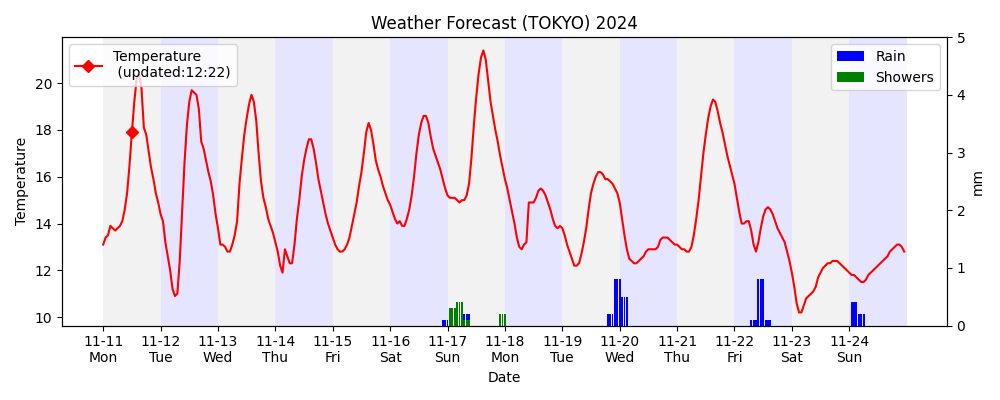 Weather Forecast (TOKYO) 2024
Temperature
(updated:12:22)
Rain
Showers
Temperature
20
18
16
14
12
10
5
4
3
2
1
0
mm
11-11 11-12 11-13 11-14 11-15 11-16 11-17 11-18 11-19 11-20 11-21 11-22 11-23 11-24
Mon Tue Wed Thu Fri Sat Sun Mon Tue Wed Thu Fri Sat Sun
Date